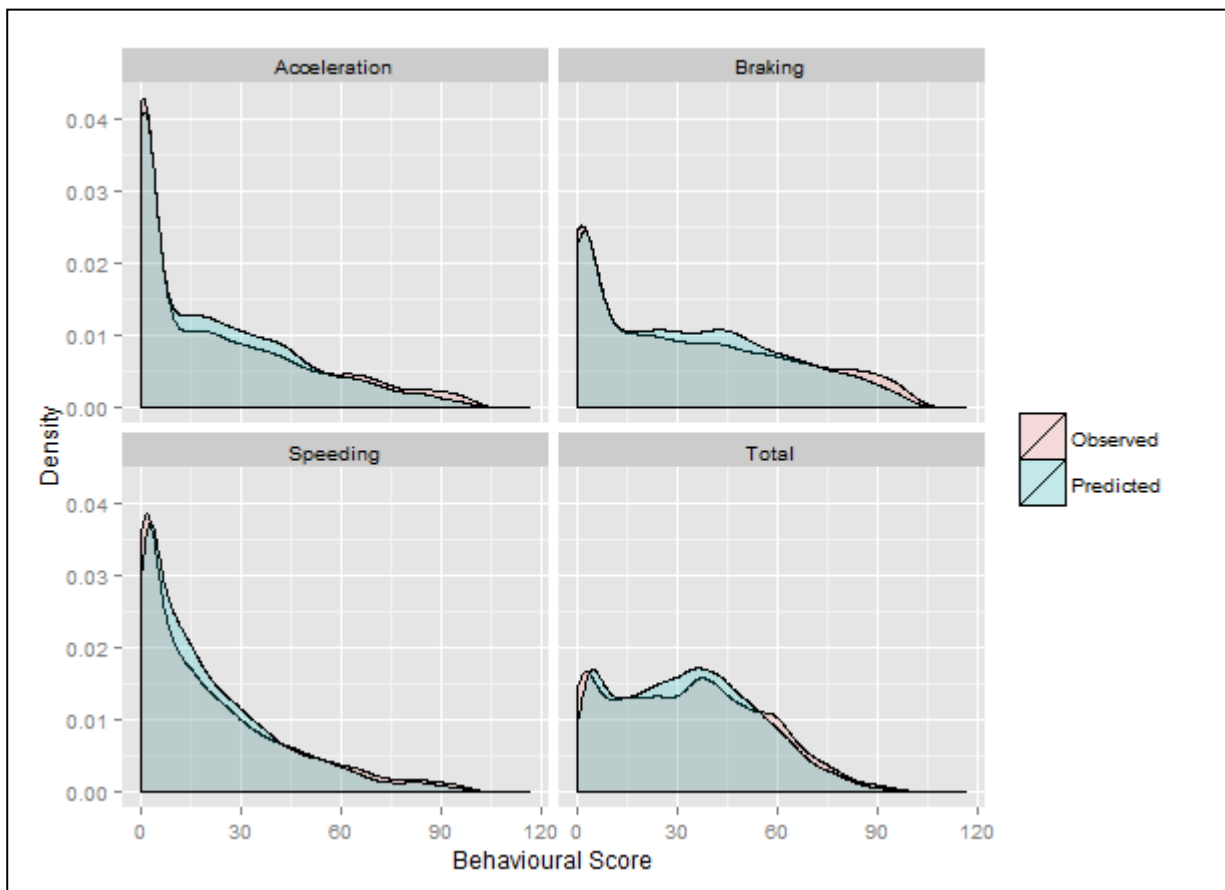 Acceleration
Braking
0.04
0.03
0.02
0.01
0.00
Speeding
Total
0.04
0.03
0.02
0.01
0.00
0 30 60 90 120 0 30 60 90 120
Density
Behavioural Score
Observed
Predicted